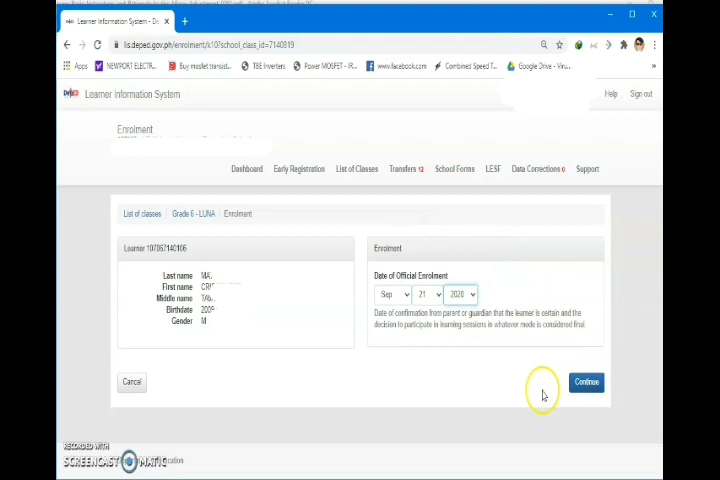 Learner Information System - De
lis.deped.gov.ph/enrolment/k10?school_class_id=7140819
Apps NEWPORT ELECTR... Buy mosfet transist... TBE Inverters Power MOSFET - IR... www.facebook.com Combined Speed T... Google Drive - Viru... »
DepED Learner Information System Help Sign out
Enrolment
Dashboard Early Registration List of Classes Transfers 12 School Forms LESF Data Corrections 0 Support
List of classes Grade 6 - LUNA Enrolment
Learner 107067140106
Last name MA
First name CRI
Middle name TAM
Birthdate 200
Gender M
Enrolment
Date of Official Enrolment
Sep 21 2020
Date of confirmation from parent or guardian that the learner is certain and the
decision to participate in learning sessions in whatever mode is considered final.
Cancel Continue
RECORDED WITH
SCREENCAST-O-MATIC